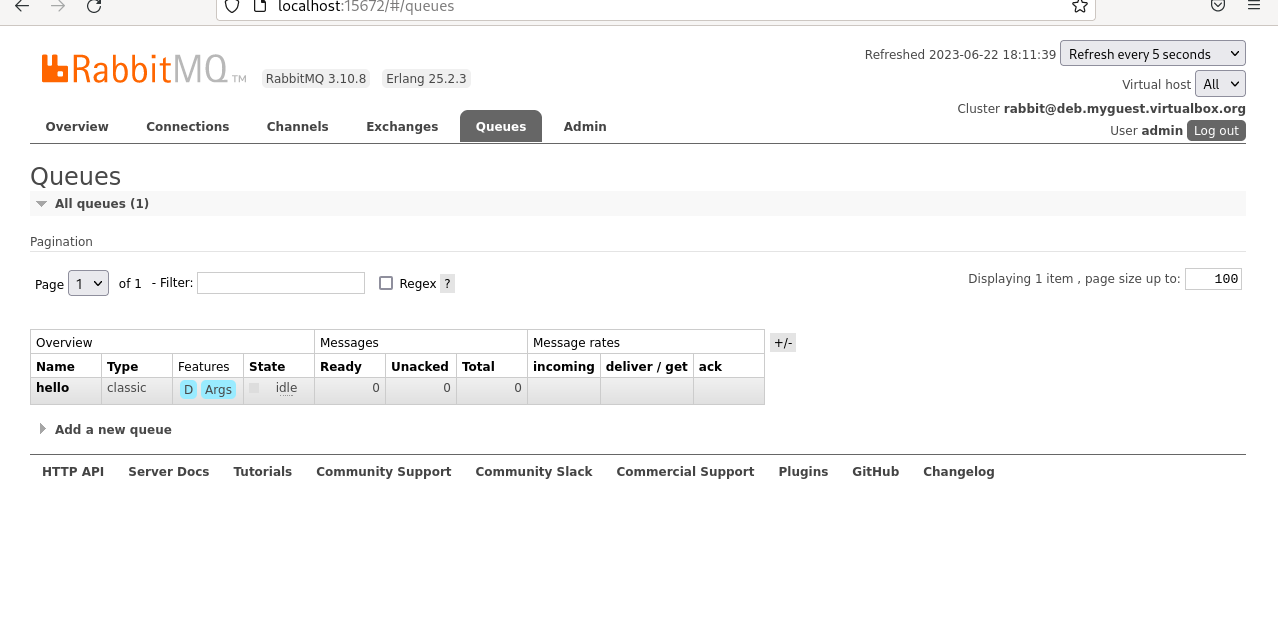 localhost:15672/#/queues
RabbitMQ TM RabbitMQ 3.10.8 Erlang 25.2.3
Refreshed 2023-06-22 18:11:39 Refresh every 5 seconds
Virtual host All
Cluster rabbit@deb.myguest.virtualbox.org
User admin Log out
Overview Connections Channels Exchanges Queues Admin
Queues
All queues (1)
Pagination
Page 1 of 1 - Filter: Regex ? Displaying 1 item , page size up to: 100
Overview Messages Message rates +/-
Name Type Features State Ready Unacked Total incoming deliver / get ack
hello classic D Args idle 0 0 0
Add a new queue
HTTP API Server Docs Tutorials Community Support Community Slack Commercial Support Plugins GitHub Changelog